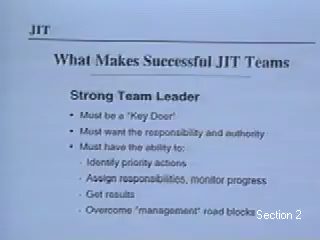 JIT
What Makes Successful JIT Teams
Strong Team Leader
• Must be a "Key Doer"
• Must want the responsibility and authority
• Must have the ability to:
- Identify priority actions
- Assign responsibilities, monitor progress
- Get results
- Overcome "management" road blocks
Section 2